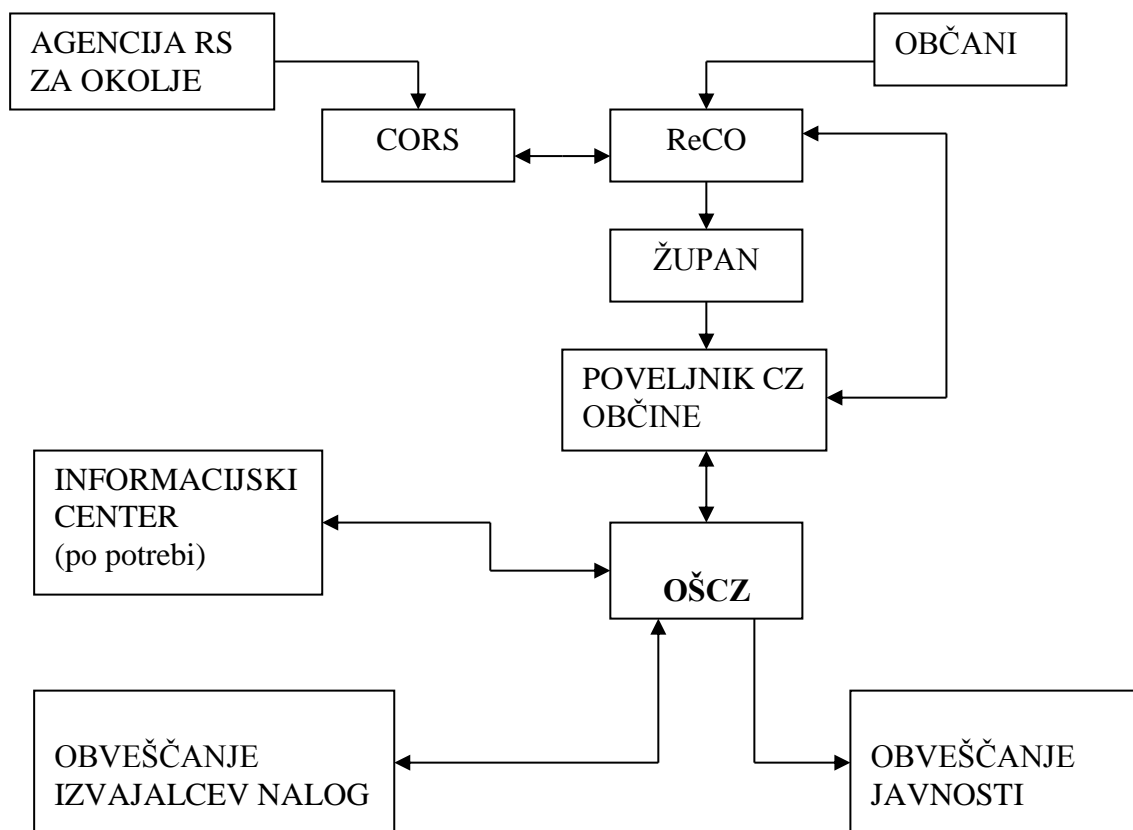 AGENCIJA RS
ZA OKOLJE
OBČANI
CORS
ReCO
ŽUPAN
POVELJNIK CZ
OBČINE
INFORMACIJSKI
CENTER
(po potrebi)
OŠCZ
OBVEŠČANJE
IZVAJALCEV NALOG
OBVEŠČANJE
JAVNOSTI